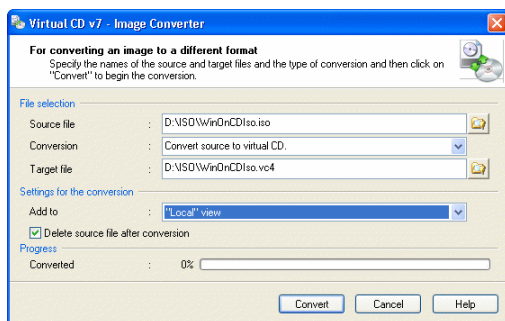 Virtual CD v7 - Image Converter
For converting an image to a different format
Specify the names of the source and target files and the type of conversion and then click on
"Convert" to begin the conversion.
File selection
Source file : D:\ISO\WinOnCDIso.iso
Conversion : Convert source to virtual CD.
Target file : D:\ISO\WinOnCDIso.vc4
Settings for the conversion
Add to : "Local" view
Delete source file after conversion
Progress
Converted : 0%
Convert Cancel Help